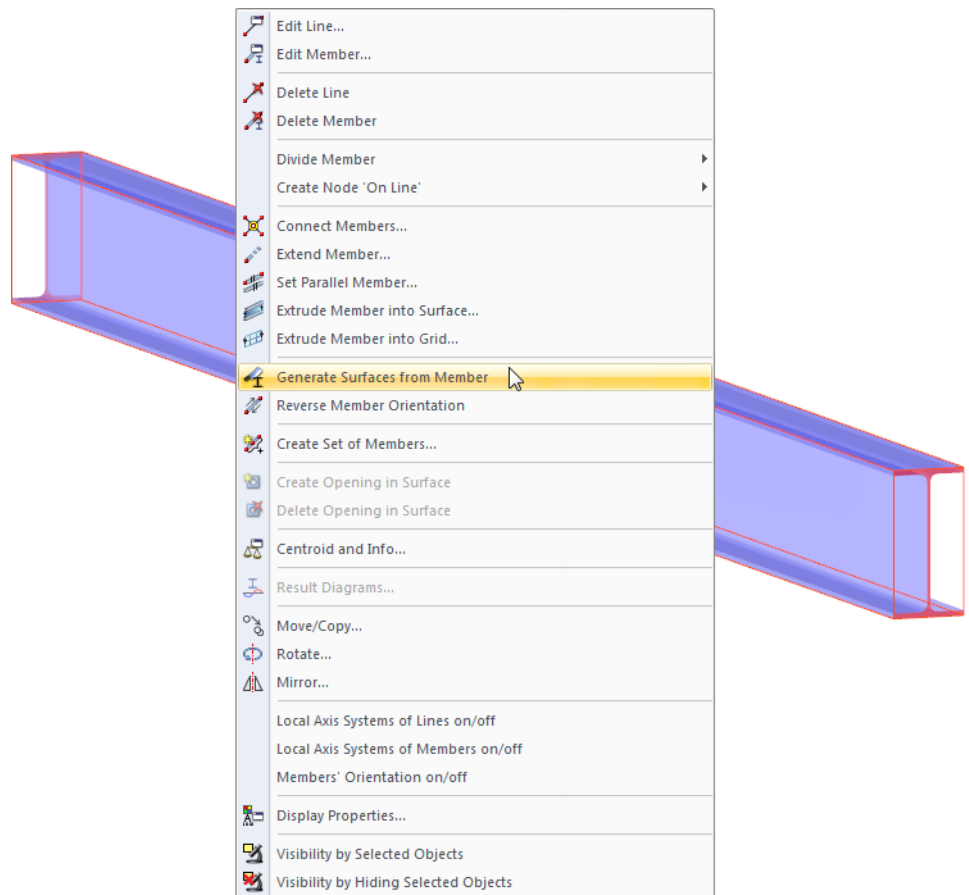 Edit Line...
Edit Member...
Delete Line
Delete Member
Divide Member
Create Node 'On Line'
Connect Members...
Extend Member...
Set Parallel Member...
Extrude Member into Surface...
Extrude Member into Grid...
Generate Surfaces from Member
Reverse Member Orientation
Create Set of Members...
Create Opening in Surface
Delete Opening in Surface
Centroid and Info...
Result Diagrams...
Move/Copy...
Rotate...
Mirror...
Local Axis Systems of Lines on/off
Local Axis Systems of Members on/off
Members' Orientation on/off
Display Properties...
Visibility by Selected Objects
Visibility by Hiding Selected Objects